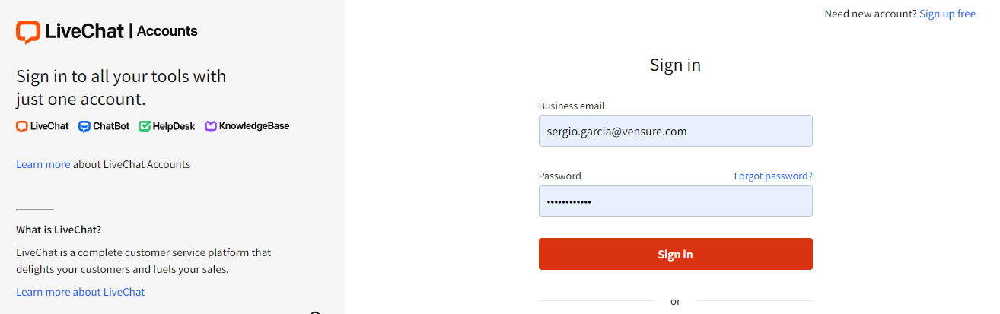 LiveChat | Accounts
Sign in to all your tools with
just one account.
LiveChat ChatBot HelpDesk KnowledgeBase
Learn more about LiveChat Accounts
What is LiveChat?
LiveChat is a complete customer service platform that
delights your customers and fuels your sales.
Learn more about LiveChat
Need new account? Sign up free
Sign in
Business email
sergio.garcia@vensure.com
Password Forgot password?
••••••••••••
Sign in
or